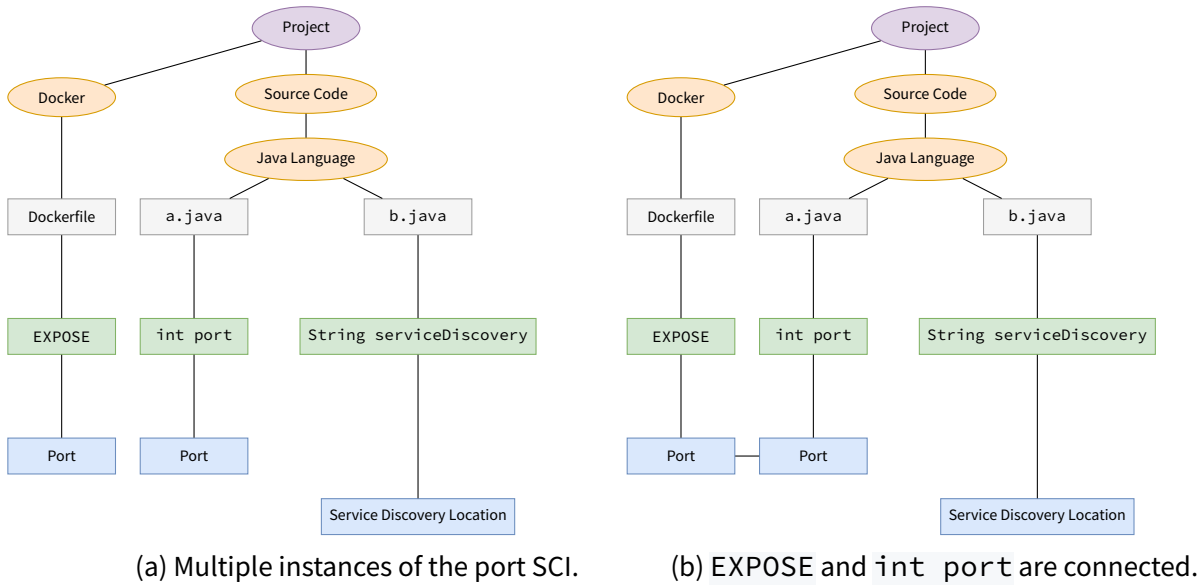 Project
Docker
Source Code
Java Language
Dockerfile
a.java
b.java
EXPOSE
int port
String serviceDiscovery
Port
Port
Service Discovery Location
(a) Multiple instances of the port SCI.
Project
Docker
Source Code
Java Language
Dockerfile
a.java
b.java
EXPOSE
int port
String serviceDiscovery
Port
Port
Service Discovery Location
(b) EXPOSE and int port are connected.